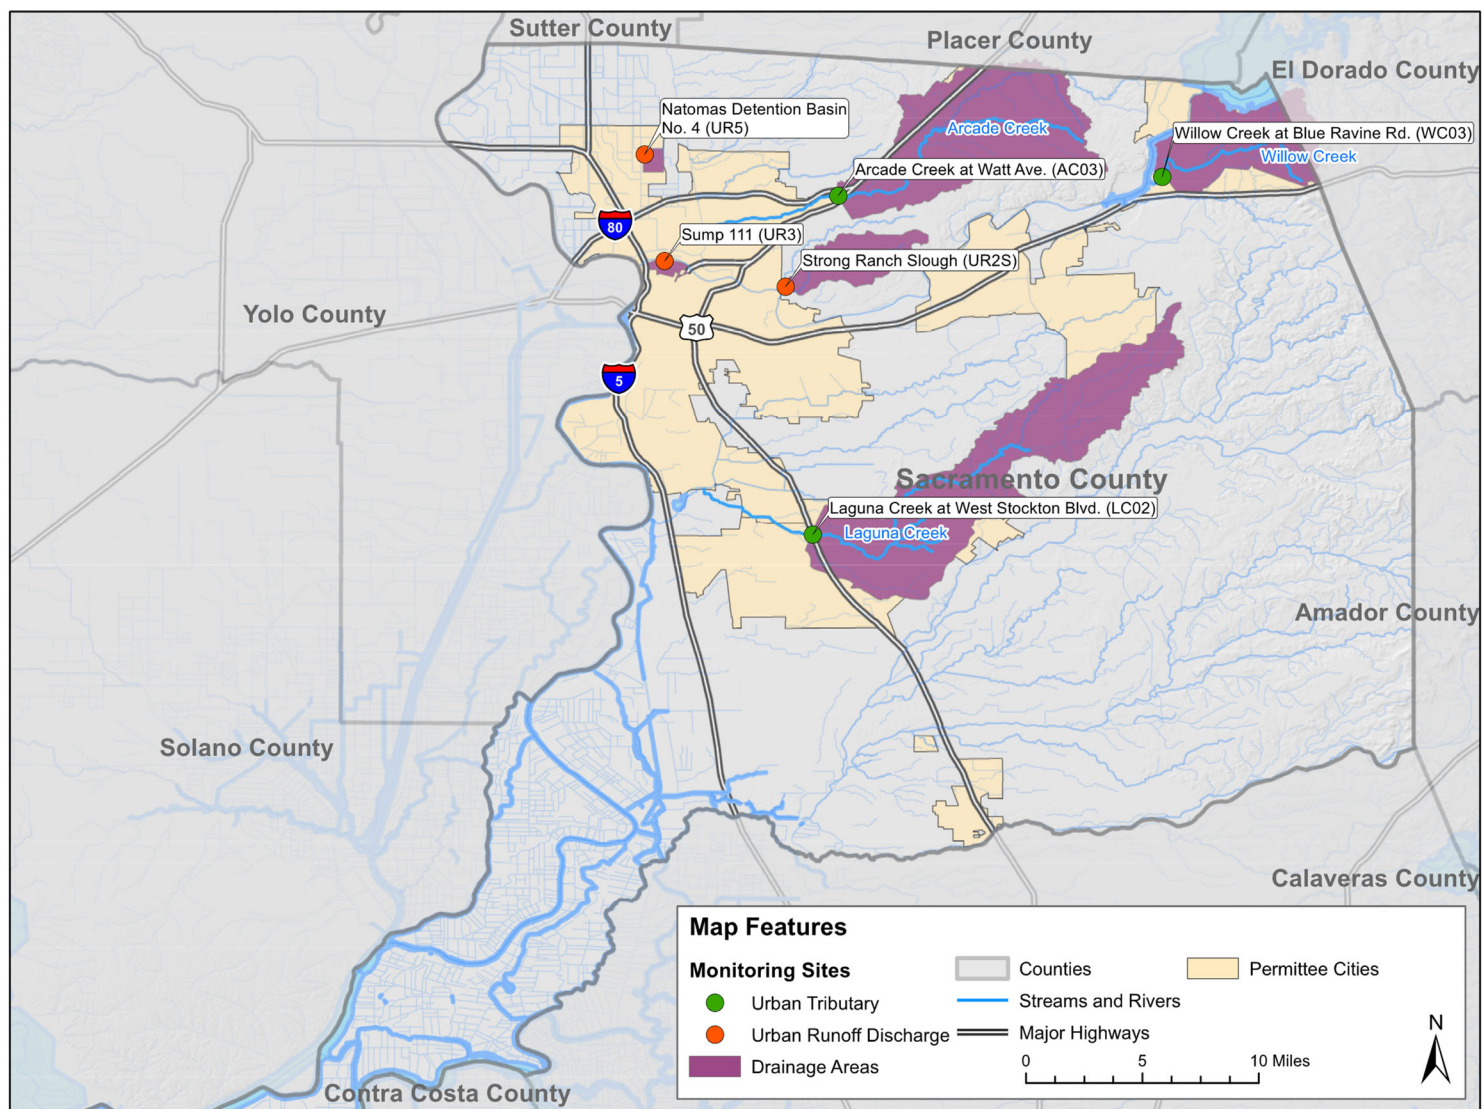 Sutter County
Placer County
El Dorado County
Natomas Detention Basin
No. 4 (UR5)
Arcade Creek
Willow Creek at Blue Ravine Rd. (WC03)
Willow Creek
Arcade Creek at Watt Ave. (AC03)
80
Sump 111 (UR3)
Strong Ranch Slough (UR2S)
Yolo County
50
5
Sacramento County
Laguna Creek at West Stockton Blvd. (LC02)
Laguna Creek
Amador County
Solano County
Calaveras County
Contra Costa County
Map Features
Monitoring Sites
Urban Tributary
Urban Runoff Discharge
Drainage Areas
Counties
Streams and Rivers
Major Highways
Permittee Cities
0 5 10 Miles
N